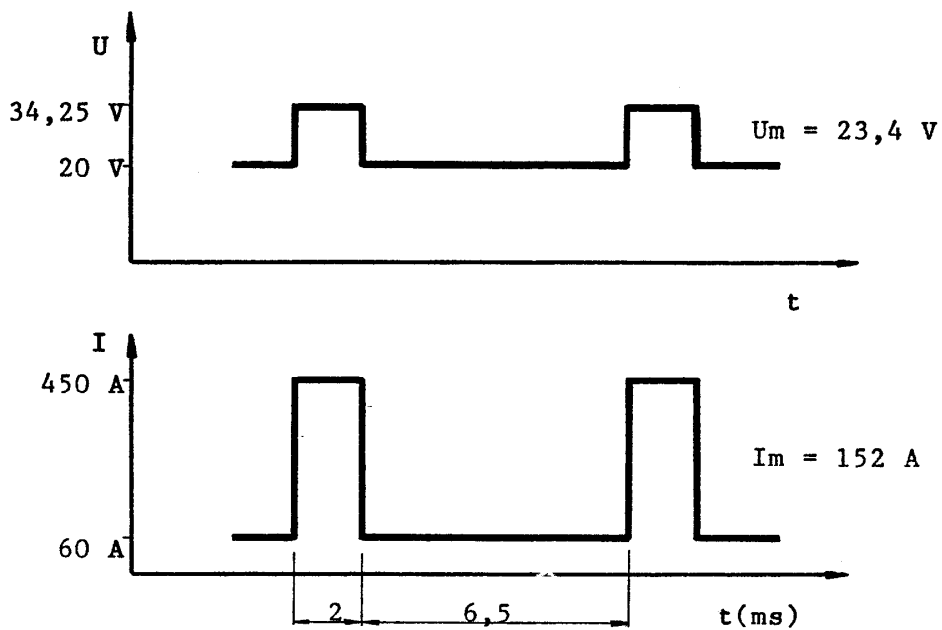 U
34,25 V
Um = 23,4 V
20 V
t
I
450 A
Im = 152 A
60 A
2
6,5
t(ms)